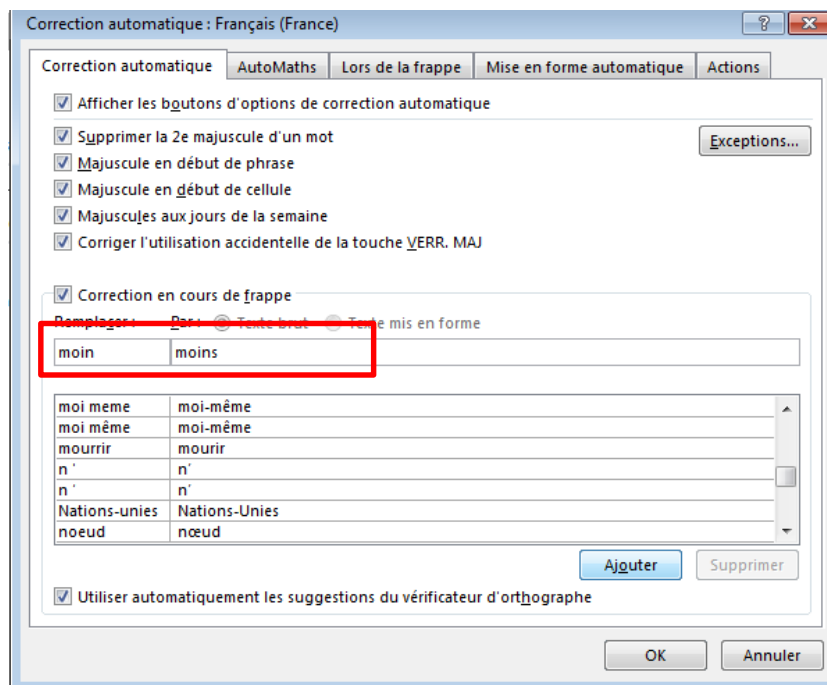 Correction automatique : Français (France)
Correction automatique AutoMaths Lors de la frappe Mise en forme automatique Actions
Afficher les boutons d'options de correction automatique
Supprimer la 2e majuscule d'un mot Exceptions...
Majuscule en début de phrase
Majuscule en début de cellule
Majuscules aux jours de la semaine
Corriger l'utilisation accidentelle de la touche VERR. MAJ
Correction en cours de frappe
Remplacer : Par : Texte brut Texte mis en forme
moin moins
moi meme moi-même
moi même moi-même
mourrir mourir
n ' n'
n ' n'
Nations-unies Nations-Unies
noeud nœud
Ajouter Supprimer
Utiliser automatiquement les suggestions du vérificateur d'orthographe
OK Annuler